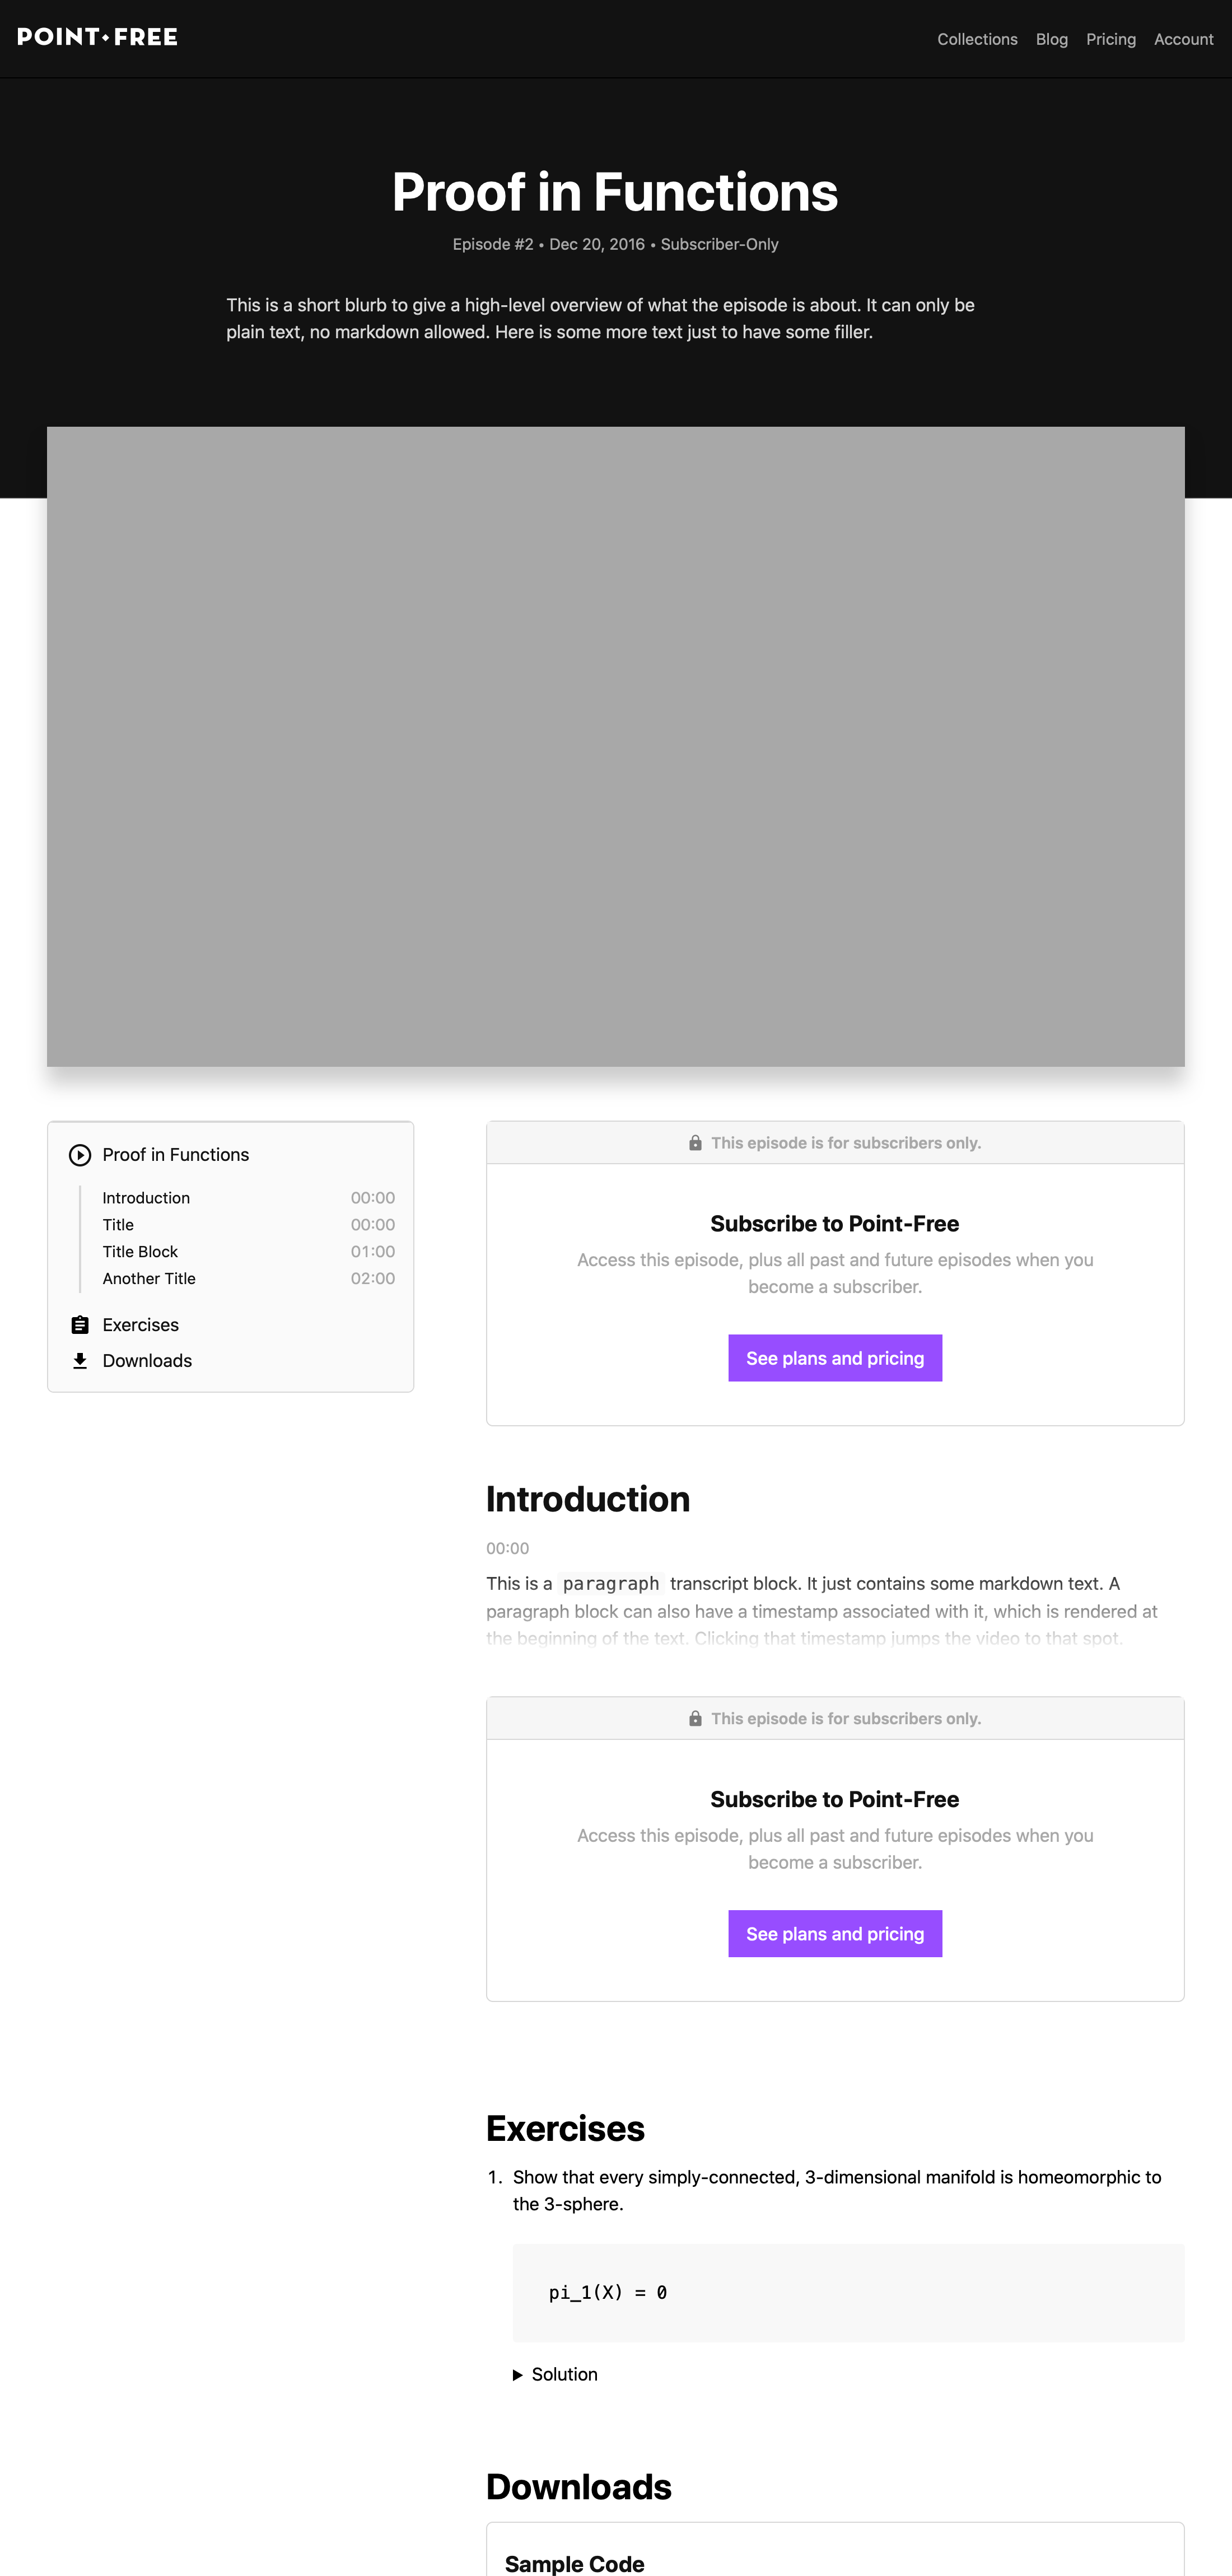 POINT•FREE
Collections Blog Pricing Account
Proof in Functions
Episode #2 • Dec 20, 2016 • Subscriber-Only
This is a short blurb to give a high-level overview of what the episode is about. It can only be
plain text, no markdown allowed. Here is some more text just to have some filler.
Proof in Functions
Introduction 00:00
Title 00:00
Title Block 01:00
Another Title 02:00
Exercises
Downloads
This episode is for subscribers only.
Subscribe to Point-Free
Access this episode, plus all past and future episodes when you
become a subscriber.
See plans and pricing
Introduction
00:00
This is a paragraph transcript block. It just contains some markdown text. A
paragraph block can also have a timestamp associated with it, which is rendered at
the beginning of the text. Clicking that timestamp jumps the video to that spot.
This episode is for subscribers only.
Subscribe to Point-Free
Access this episode, plus all past and future episodes when you
become a subscriber.
See plans and pricing
Exercises
1. Show that every simply-connected, 3-dimensional manifold is homeomorphic to
the 3-sphere.
pi_1(X) = 0
Solution
Downloads
Sample Code